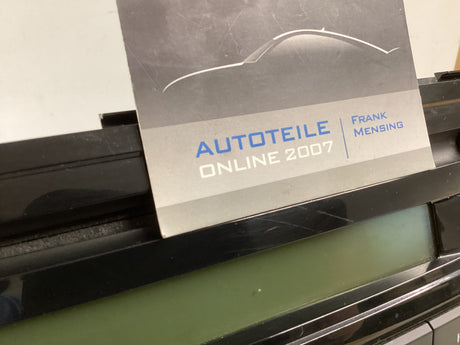 AUTOTEILE
ONLINE 2007
FRANK
MENSING